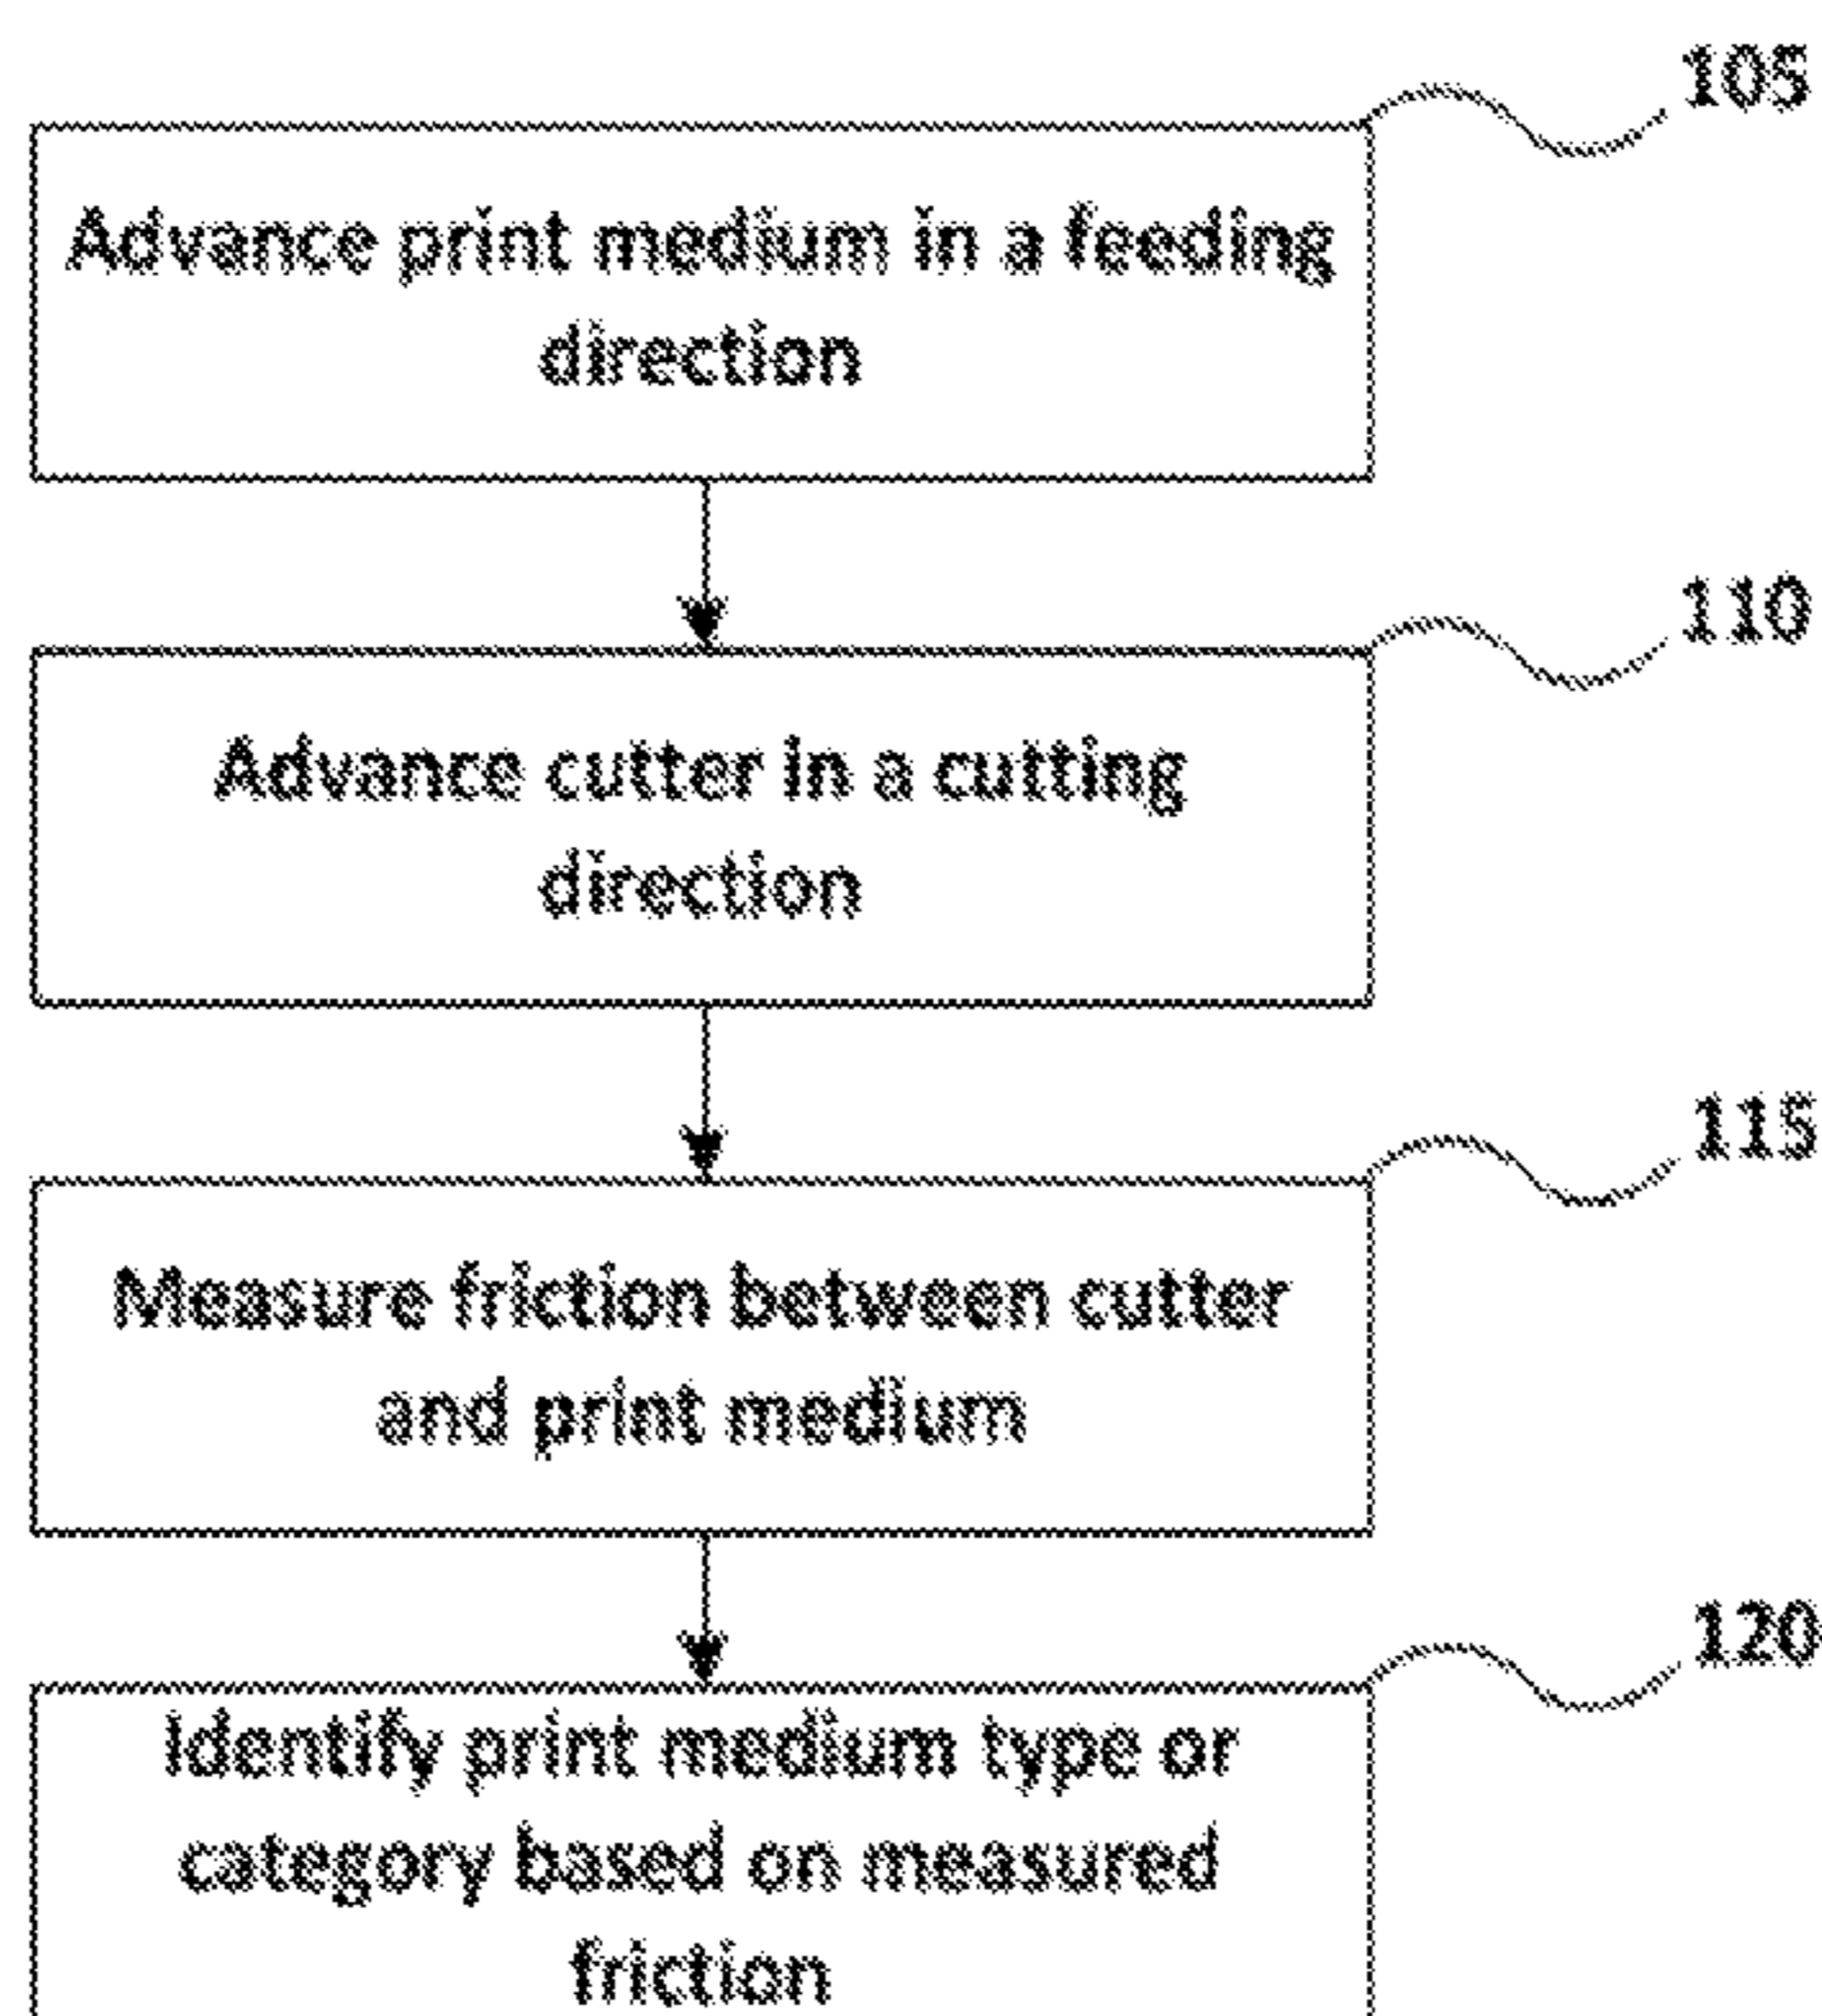 105
Advance print medium in a feeding
direction
110
Advance cutter in a cutting
direction
115
Measure friction between cutter
and print medium
120
Identify print medium type or
category based on measured
friction